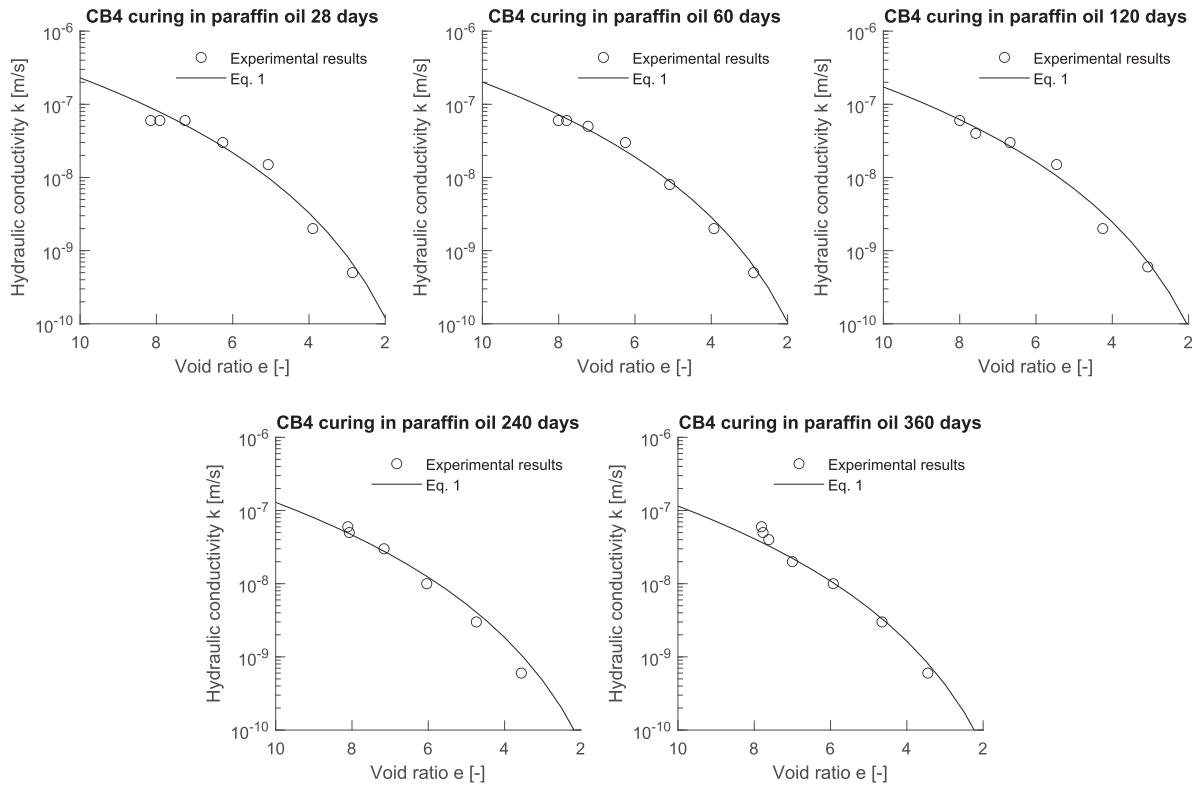 CB4 curing in paraffin oil 28 days
10-6
10-7
10-8
10-9
10-10
Hydraulic conductivity k [m/s]
Experimental results
Eq. 1
10 8 6 4 2
Void ratio e [-]
CB4 curing in paraffin oil 60 days
10-6
10-7
10-8
10-9
10-10
Hydraulic conductivity k [m/s]
Experimental results
Eq. 1
10 8 6 4 2
Void ratio e [-]
CB4 curing in paraffin oil 120 days
10-6
10-7
10-8
10-9
10-10
Hydraulic conductivity k [m/s]
Experimental results
Eq. 1
10 8 6 4 2
Void ratio e [-]
CB4 curing in paraffin oil 240 days
10-6
10-7
10-8
10-9
10-10
Hydraulic conductivity k [m/s]
Experimental results
Eq. 1
10 8 6 4 2
Void ratio e [-]
CB4 curing in paraffin oil 360 days
10-6
10-7
10-8
10-9
10-10
Hydraulic conductivity k [m/s]
Experimental results
Eq. 1
10 8 6 4 2
Void ratio e [-]